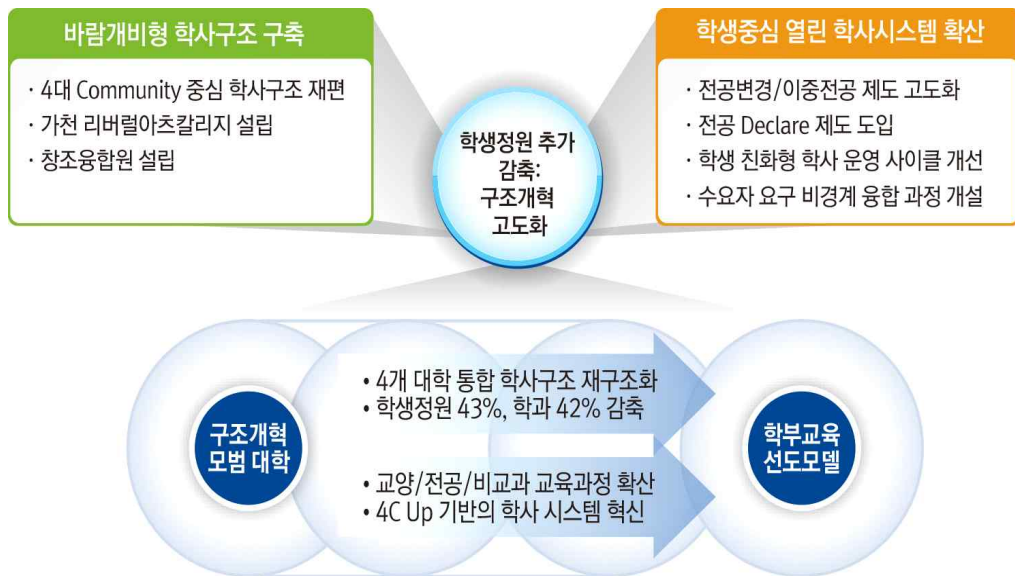 바람개비형 학사구조 구축
· 4대 Community 중심 학사구조 재편
· 가천 리버럴아츠칼리지 설립
· 창조융합원 설립
학생정원 추가
감축:
구조개혁
고도화
학생중심 열린 학사시스템 확산
· 전공변경/이중전공 제도 고도화
· 전공 Declare 제도 도입
· 학생 친화형 학사 운영 사이클 개선
· 수요자 요구 비경계 융합 과정 개설
구조개혁
모범 대학
• 4개 대학 통합 학사구조 재구조화
• 학생정원 43%, 학과 42% 감축
• 교양/전공/비교과 교육과정 확산
• 4C Up 기반의 학사 시스템 혁신
학부교육
선도모델